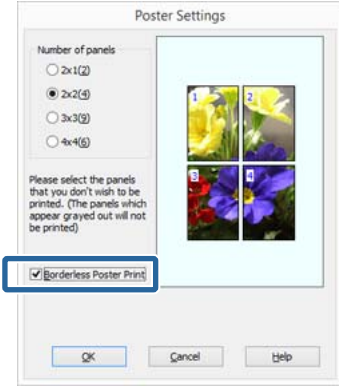 Poster Settings
Number of panels
2x1(2)
2x2(4)
3x3(9)
4x4(6)
Please select the panels
that you don't wish to be
printed. (The panels which
appear grayed out will not
be printed)
Borderless Poster Print
1 2
3 4
OK Cancel Help